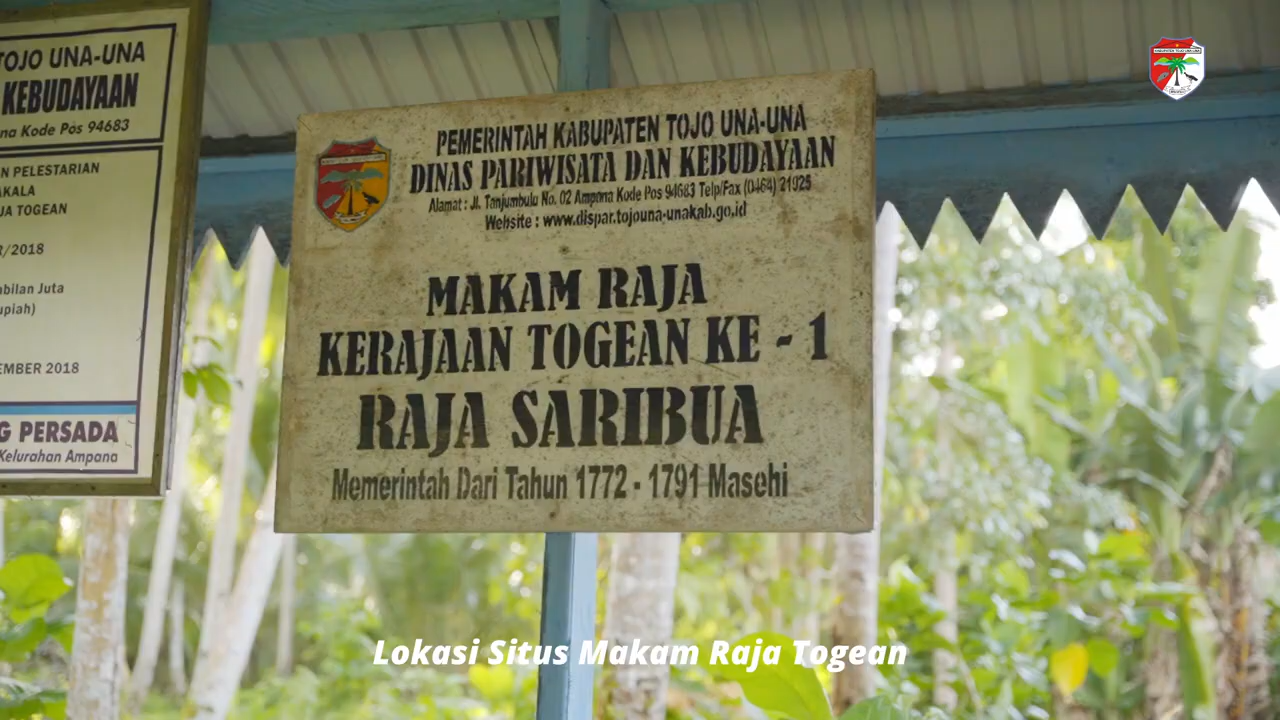 TOJO UNA-UNA
KEBUDAYAAN
na Kode Pos 94683
N PELESTARIAN
AKALA
JA TOGEAN
R/2018
mbilan Juta
upiah)
EMBER 2018
G PERSADA
Kelurahan Ampana
PEMERINTAH KABUPATEN TOJO UNA-UNA
DINAS PARIWISATA DAN KEBUDAYAAN
Alamat : Jl. Tanjumbulu No. 02 Ampana Kode Pos 94683 Telp/Fax (0464) 21025
Website : www.dispar.tojouna-unakab.go.id
MAKAM RAJA
KERAJAAN TOGEAN KE - 1
RAJA SARIBUA
Memerintah Dari Tahun 1772 - 1791 Masehi
Lokasi Situs Makam Raja Togean